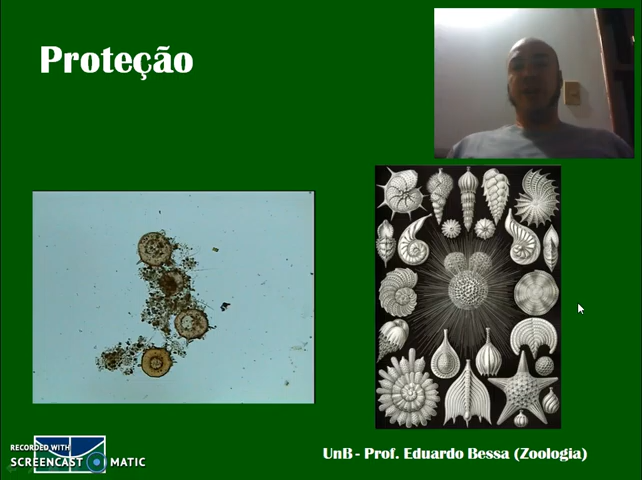 Proteção
UnB - Prof. Eduardo Bessa (Zoologia)
RECORDED WITH
SCREENCAST MATIC